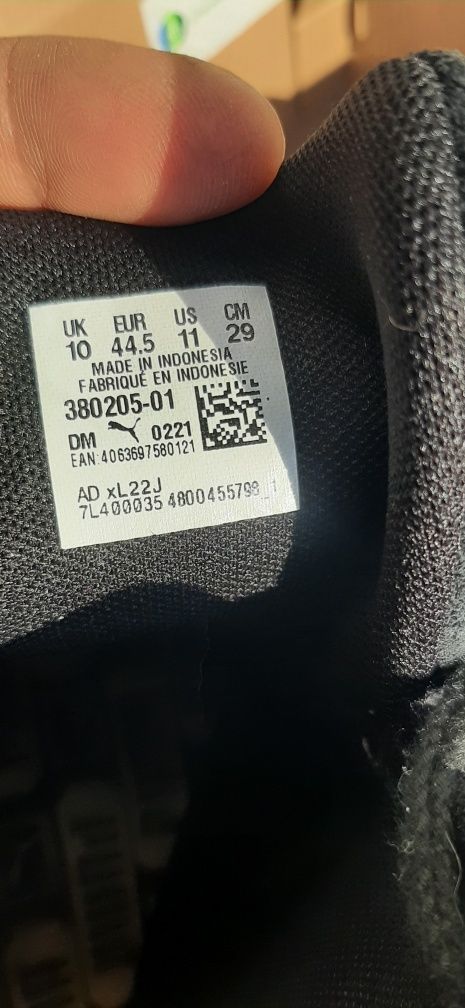 UK EUR US CM
10 44.5 11 29
MADE IN INDONESIA
FABRIQUÉ EN INDONESIE
380205-01
DM 0221
EAN:4063697580121
AD xL22J
7L400035 4800455798_1